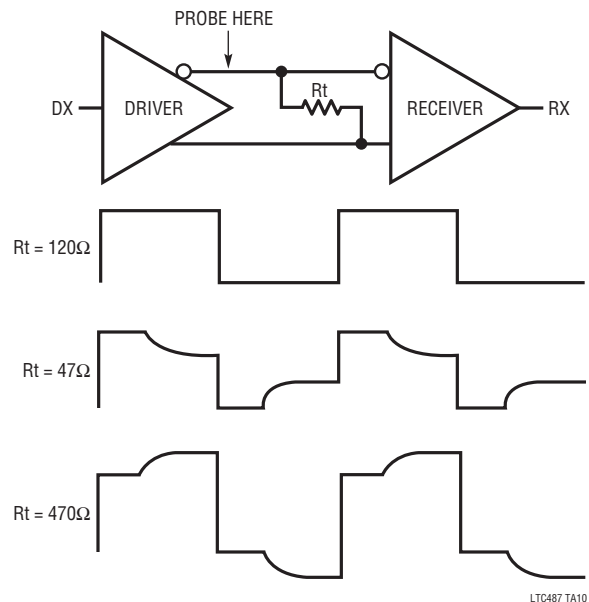 PROBE HERE
Rt
DX
DRIVER
RECEIVER
RX
Rt = 120Ω
Rt = 47Ω
Rt = 470Ω
LTC487 TA10